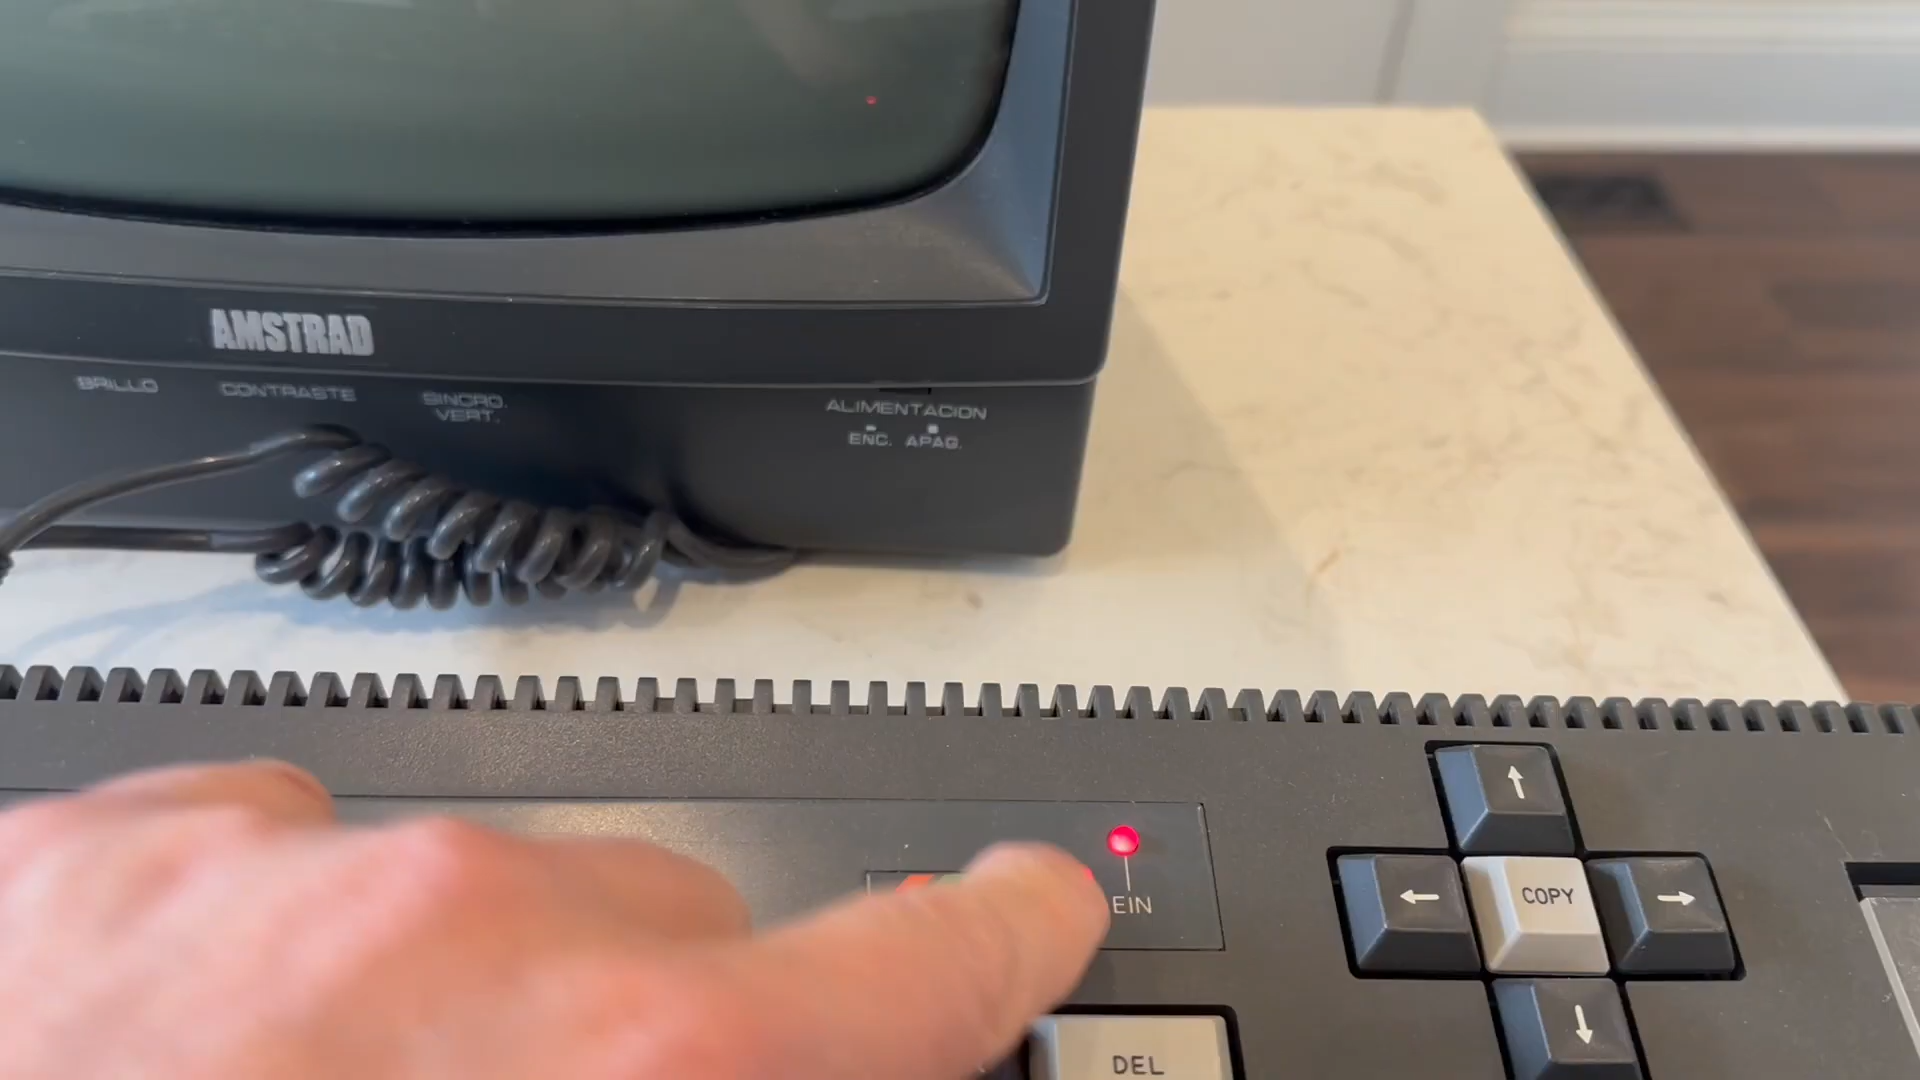 AMSTRAD
BRILLO
CONTRASTE
SINCRO.
VERT.
ALIMENTACION
ENC. APAG.
EIN
↑
← COPY →
↓
DEL